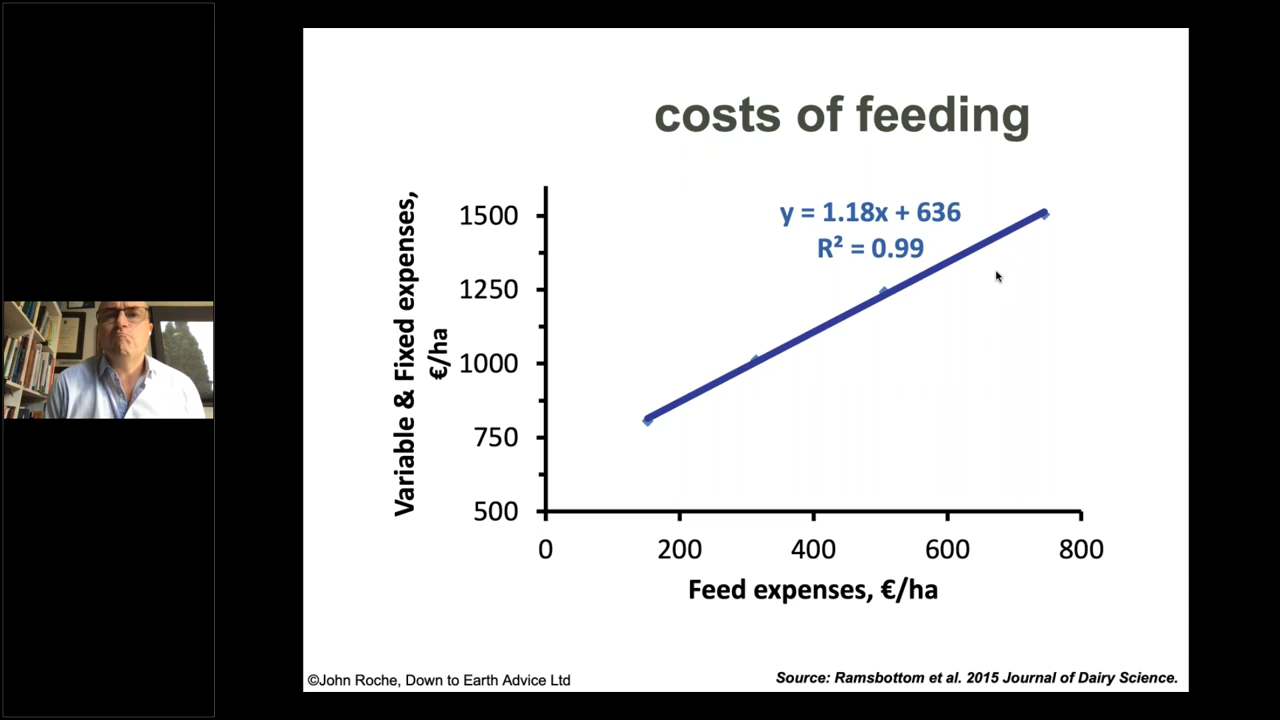 costs of feeding
Variable & Fixed expenses,
€/ha
1500
1250
1000
750
500
y = 1.18x + 636
R² = 0.99
0 200 400 600 800
Feed expenses, €/ha
©John Roche, Down to Earth Advice Ltd
Source: Ramsbottom et al. 2015 Journal of Dairy Science.